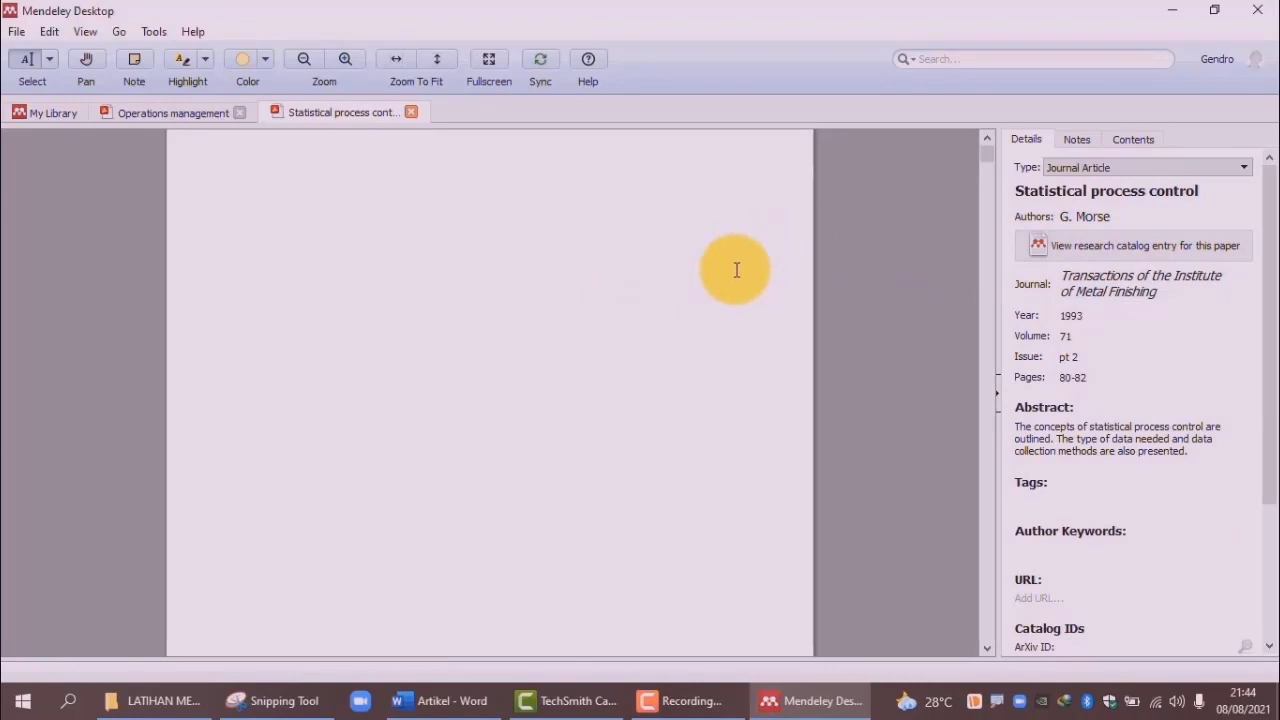 Mendeley Desktop
File Edit View Go Tools Help
Select Pan Note Highlight Color Zoom Zoom To Fit Fullscreen Sync Help
Search... Gendro
My Library Operations management Statistical process cont...
Details Notes Contents
Type: Journal Article
Statistical process control
Authors: G. Morse
View research catalog entry for this paper
Journal: Transactions of the Institute
of Metal Finishing
Year: 1993
Volume: 71
Issue: pt 2
Pages: 80-82
Abstract:
The concepts of statistical process control are
outlined. The type of data needed and data
collection methods are also presented.
Tags:
Author Keywords:
URL:
Add URL...
Catalog IDs
ArXiv ID:
LATIHAN ME... Snipping Tool Artikel - Word TechSmith Ca... Recording... Mendeley Des... 28°C 21:44
08/08/2021